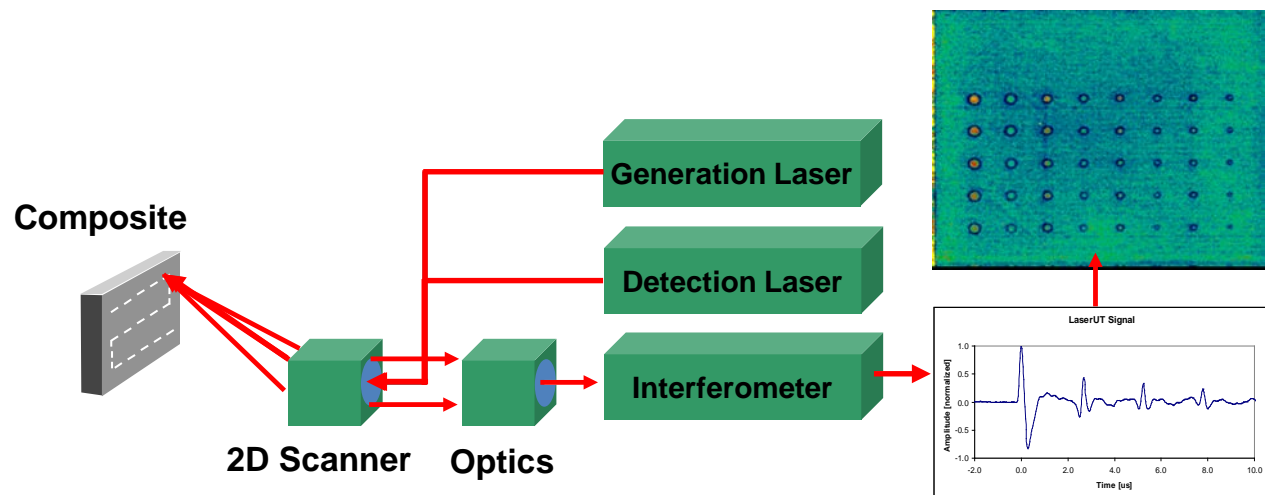 Composite
Generation Laser
Detection Laser
Interferometer
2D Scanner
Optics
LaserUT Signal
Amplitude [normalized]
1.0
0.5
0.0
-0.5
-1.0
-2.0 0.0 2.0 4.0 6.0 8.0 10.0
Time [us]